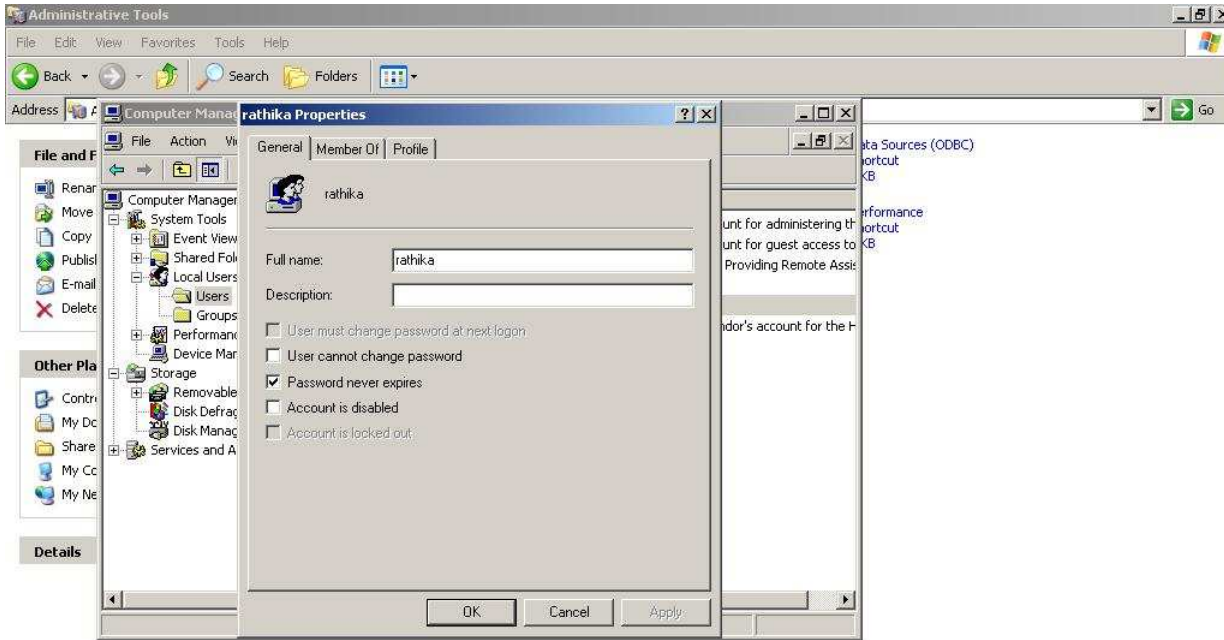 Administrative Tools
File Edit View Favorites Tools Help
Back Search Folders
Address Go
File and F
Renar
Move
Copy
Publis
E-mail
Delete
Other Pla
Contr
My Do
Share
My Co
My Ne
Details
Computer Manag
File Action Vi
Computer Manager
System Tools
Event View
Shared Fol
Local Users
Users
Groups
Performanc
Device Mar
Storage
Removable
Disk Defrag
Disk Manag
Services and A
rathika Properties
General Member Of Profile
rathika
Full name: rathika
Description:
User must change password at next logon
User cannot change password
Password never expires
Account is disabled
Account is locked out
OK Cancel Apply
unt for administering th
unt for guest access to
Providing Remote Assis
ndor's account for the H
ata Sources (ODBC)
ortcut
KB
rformance
ortcut
KB